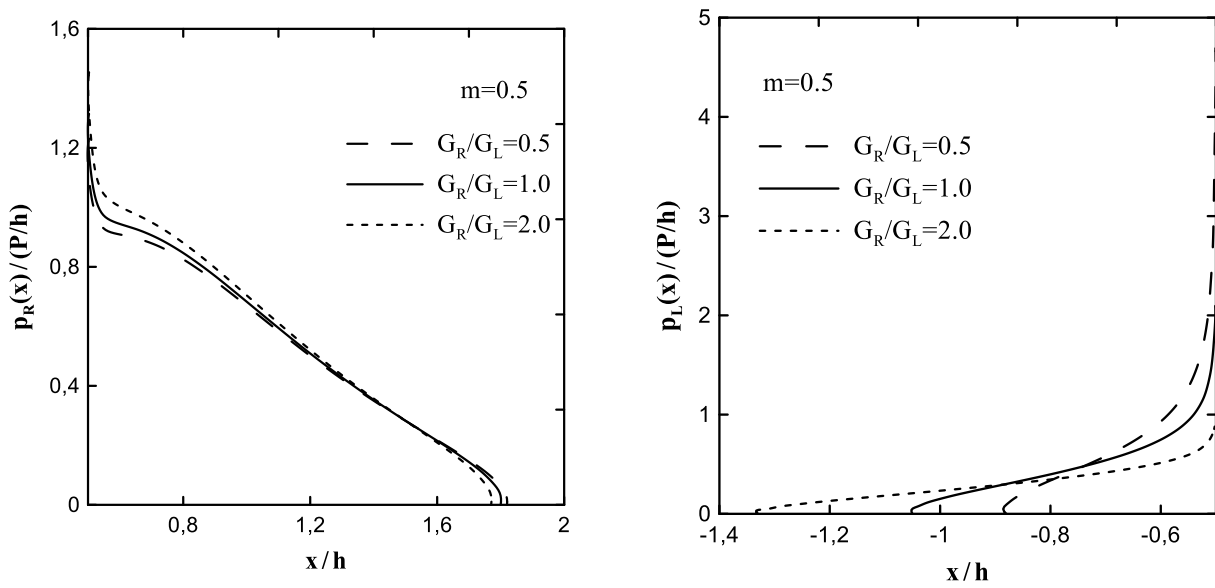 1,6
1,2
0,8
0,4
0
p_R(x)/(P/h)
m=0.5
G_R/G_L=0.5
G_R/G_L=1.0
G_R/G_L=2.0
0,8
1,2
1,6
2
x/h
5
4
3
2
1
0
p_L(x)/(P/h)
m=0.5
G_R/G_L=0.5
G_R/G_L=1.0
G_R/G_L=2.0
-1,4
-1,2
-1
-0,8
-0,6
x/h